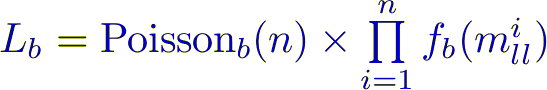 L_b = Poisson_b(n) × ∏_{i=1}^{n} f_b(m_{ll}^i)